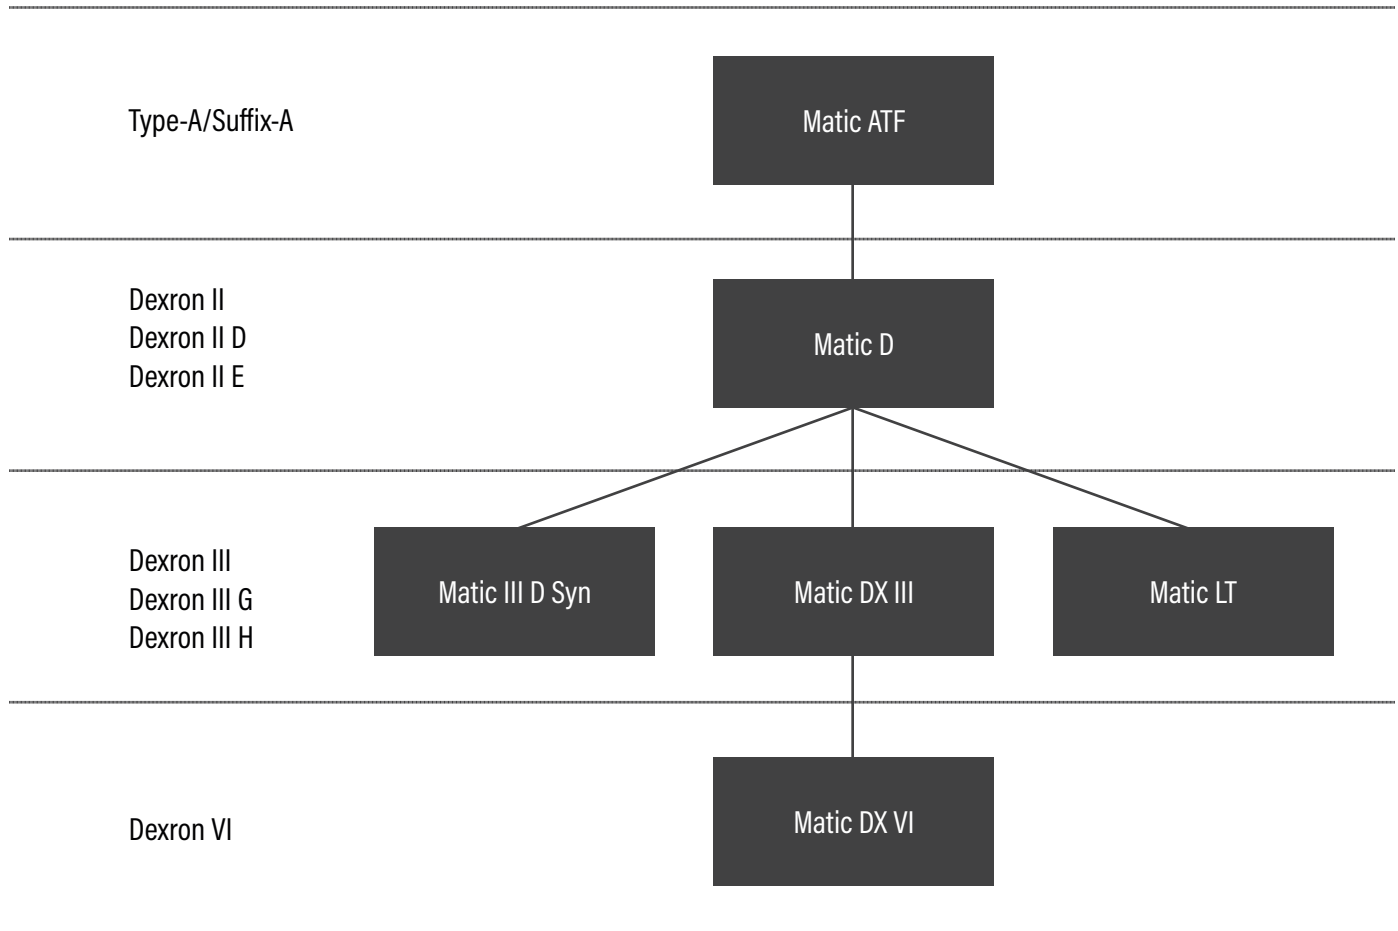 Type-A/Suffix-A
Matic ATF
Dexron II
Dexron II D
Dexron II E
Matic D
Dexron III
Dexron III G
Dexron III H
Matic III D Syn
Matic DX III
Matic LT
Dexron VI
Matic DX VI